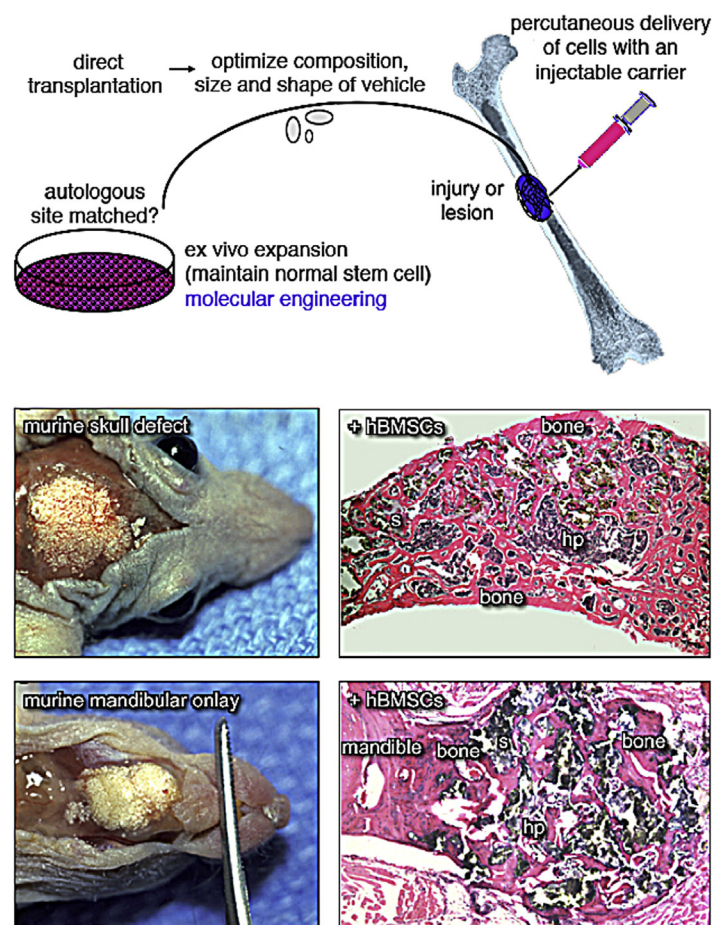 direct
transplantation
optimize composition,
size and shape of vehicle
percutaneous delivery
of cells with an
injectable carrier
autologous
site matched?
injury or
lesion
ex vivo expansion
(maintain normal stem cell)
molecular engineering
murine skull defect
+ hBMSCs
bone
s
hp
bone
murine mandibular onlay
+ hBMSCs
mandible
bone
s
bone
hp